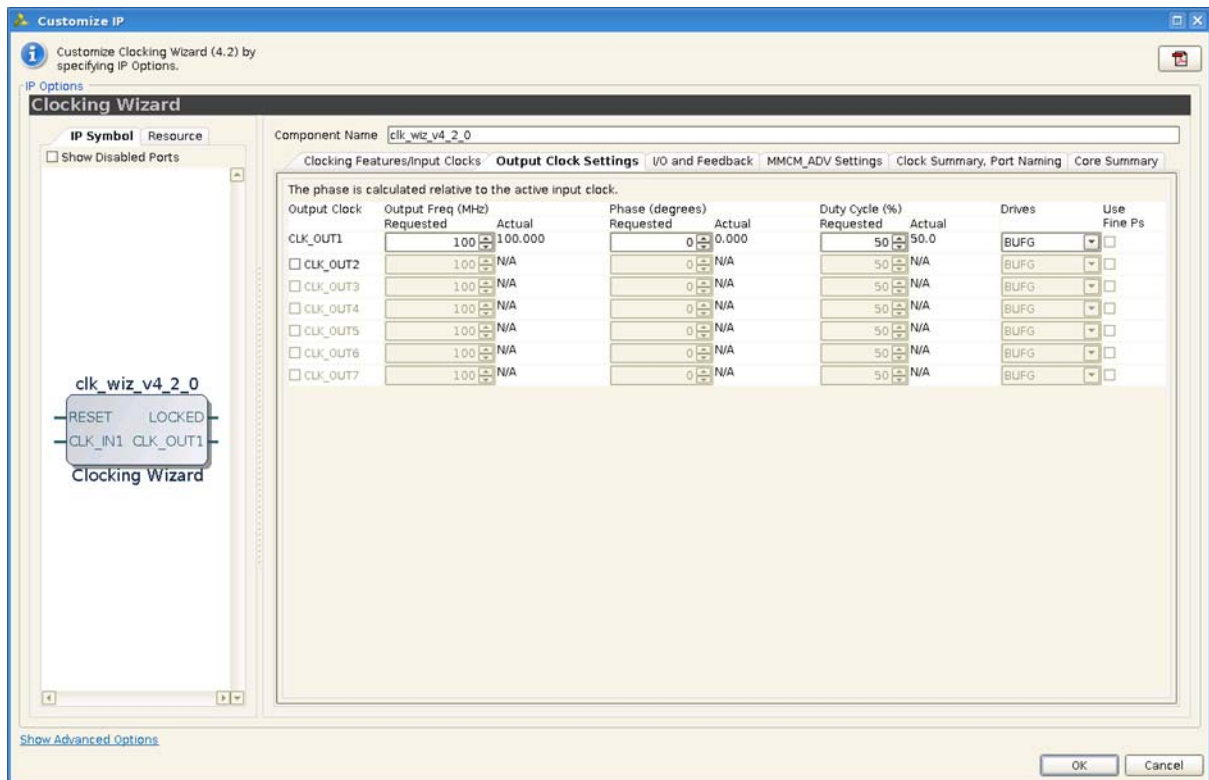 Customize IP
Customize Clocking Wizard (4.2) by
specifying IP Options.
IP Options
Clocking Wizard
IP Symbol Resource
Show Disabled Ports
clk_wiz_v4_2_0
RESET LOCKED
CLK_IN1 CLK_OUT1
Clocking Wizard
Component Name clk_wiz_v4_2_0
Clocking Features/Input Clocks Output Clock Settings I/O and Feedback MMCM_ADV Settings Clock Summary, Port Naming Core Summary
The phase is calculated relative to the active input clock.
Output Clock Output Freq (MHz) Phase (degrees) Duty Cycle (%) Drives Use
Requested Actual Requested Actual Requested Actual Fine Ps
CLK_OUT1 100 100.000 0 0.000 50 50.0 BUFG
CLK_OUT2 100 N/A 0 N/A 50 N/A BUFG
CLK_OUT3 100 N/A 0 N/A 50 N/A BUFG
CLK_OUT4 100 N/A 0 N/A 50 N/A BUFG
CLK_OUT5 100 N/A 0 N/A 50 N/A BUFG
CLK_OUT6 100 N/A 0 N/A 50 N/A BUFG
CLK_OUT7 100 N/A 0 N/A 50 N/A BUFG
Show Advanced Options
OK Cancel